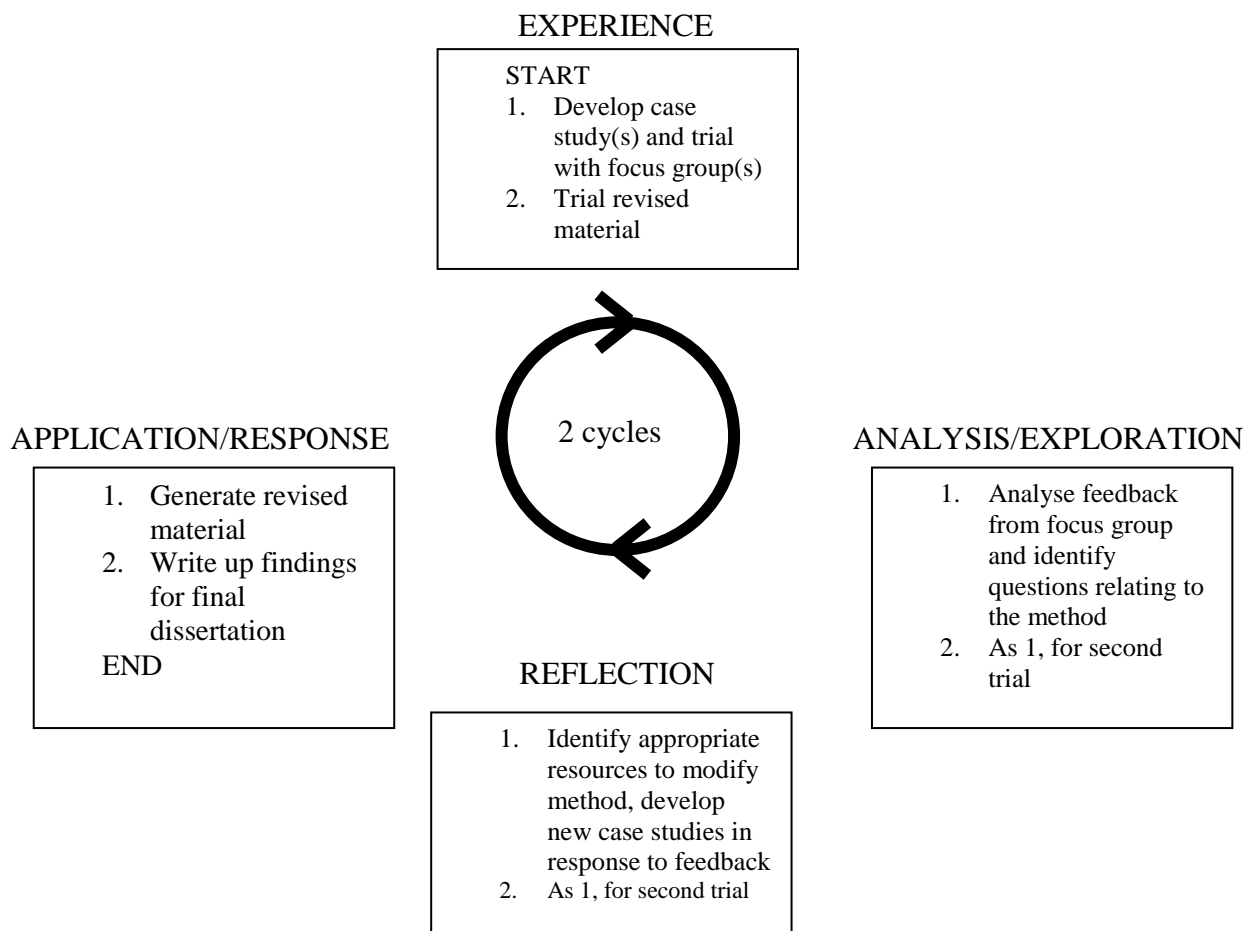 EXPERIENCE
START
1. Develop case
study(s) and trial
with focus group(s)
2. Trial revised
material
2 cycles
APPLICATION/RESPONSE
1. Generate revised
material
2. Write up findings
for final
dissertation
END
ANALYSIS/EXPLORATION
1. Analyse feedback
from focus group
and identify
questions relating to
the method
2. As 1, for second
trial
REFLECTION
1. Identify appropriate
resources to modify
method, develop
new case studies in
response to feedback
2. As 1, for second trial